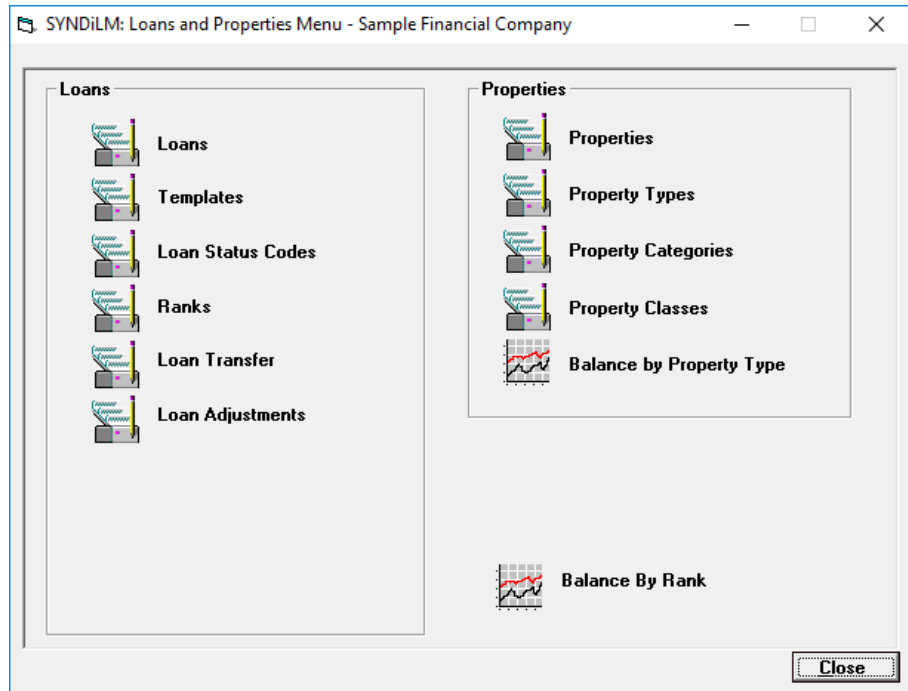 SYNDiLM: Loans and Properties Menu - Sample Financial Company
Loans
Loans
Templates
Loan Status Codes
Ranks
Loan Transfer
Loan Adjustments
Properties
Properties
Property Types
Property Categories
Property Classes
Balance by Property Type
Balance By Rank
Close